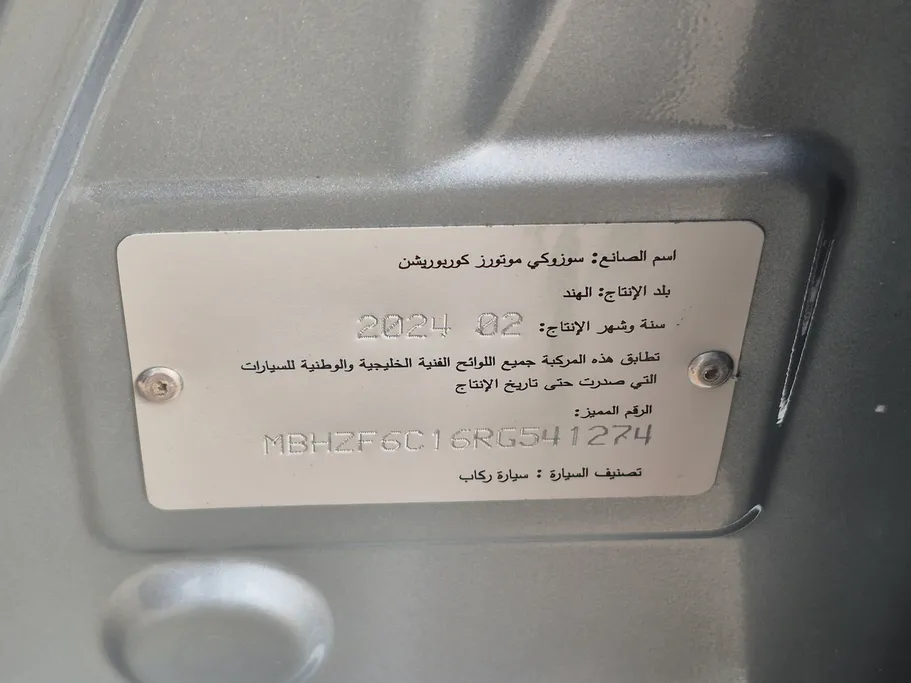 اسم الصانع: سوزوكي موتورز كوربوريشن
بلد الإنتاج: الهند
سنة وشهر الإنتاج: 02 2024
تطابق هذه المركبة جميع اللوائح الفنية الخليجية والوطنية للسيارات
التي صدرت حتى تاريخ الإنتاج
الرقم المميز:
MBHZF6C16RG541274
تصنيف السيارة : سيارة ركاب